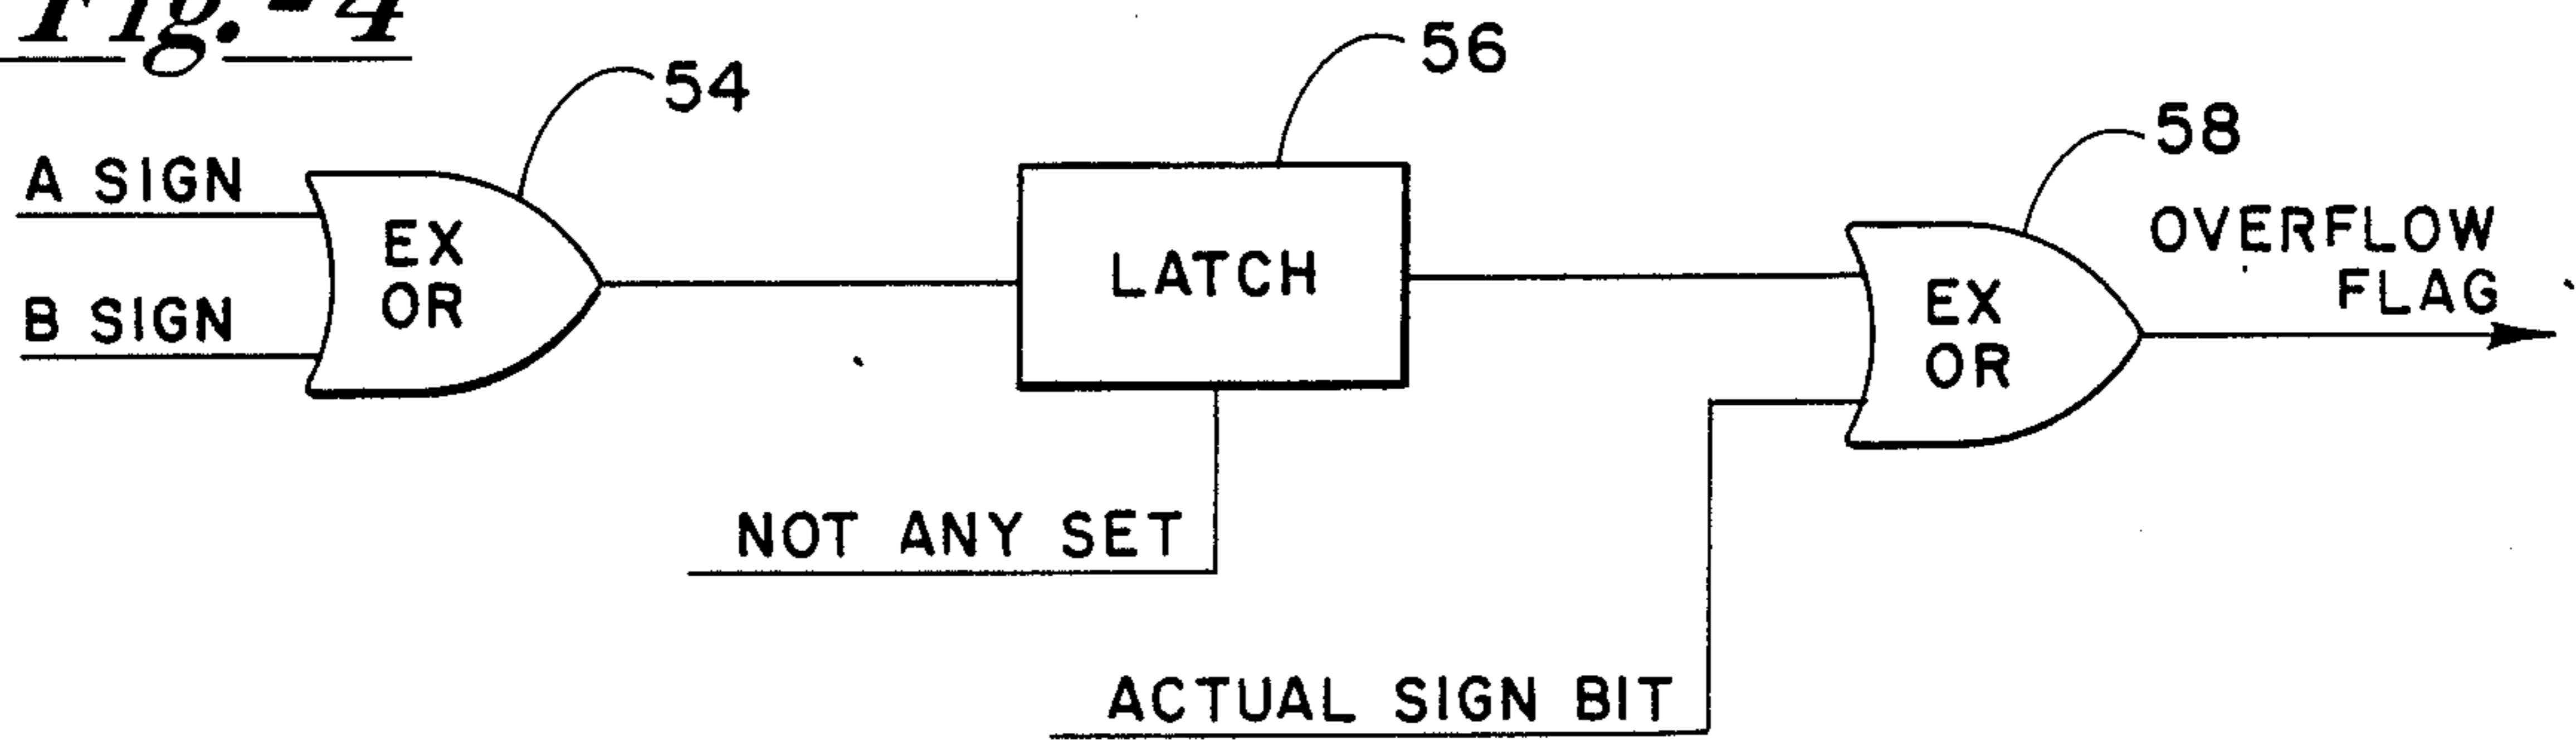 Fig.-4
54
56
58
A SIGN
B SIGN
EX
OR
LATCH
EX
OR
OVERFLOW
FLAG
NOT ANY SET
ACTUAL SIGN BIT